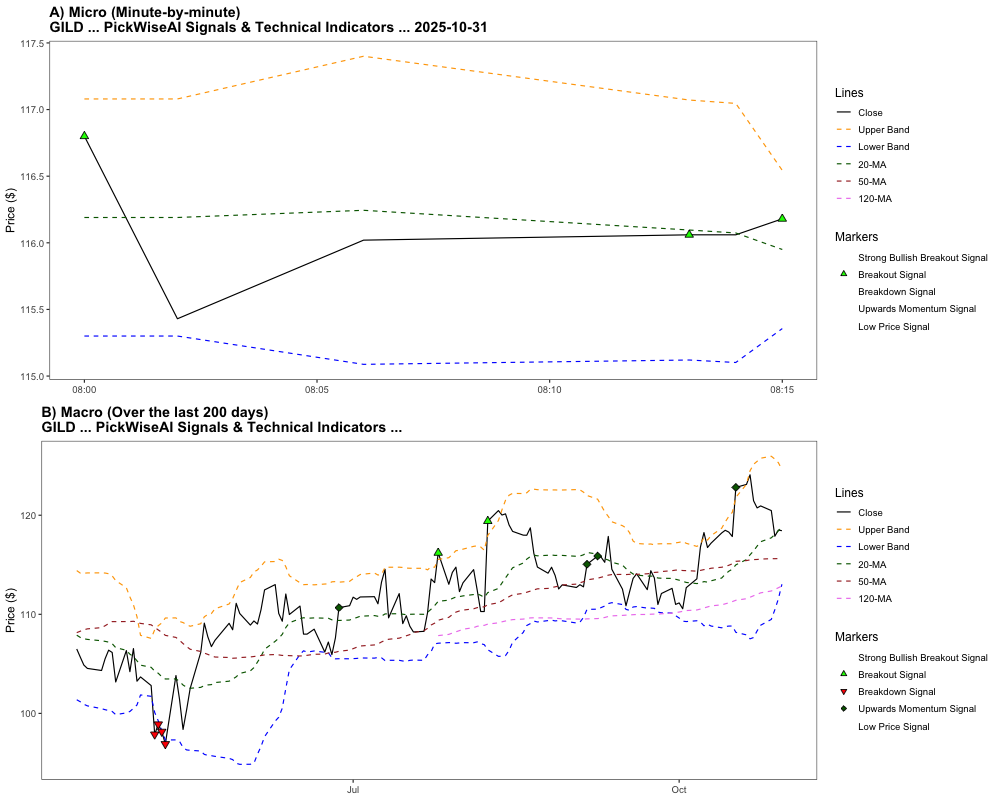 A) Micro (Minute-by-minute)
GILD ... PickWiseAI Signals & Technical Indicators ... 2025-10-31
117.5
117.0
116.5
116.0
115.5
115.0
Price ($)
08:00
08:05
08:10
08:15
Lines
Close
Upper Band
Lower Band
20-MA
50-MA
120-MA
Markers
Strong Bullish Breakout Signal
Breakout Signal
Breakdown Signal
Upwards Momentum Signal
Low Price Signal
B) Macro (Over the last 200 days)
GILD ... PickWiseAI Signals & Technical Indicators ...
120
110
100
Price ($)
Jul
Oct
Lines
Close
Upper Band
Lower Band
20-MA
50-MA
120-MA
Markers
Strong Bullish Breakout Signal
Breakout Signal
Breakdown Signal
Upwards Momentum Signal
Low Price Signal